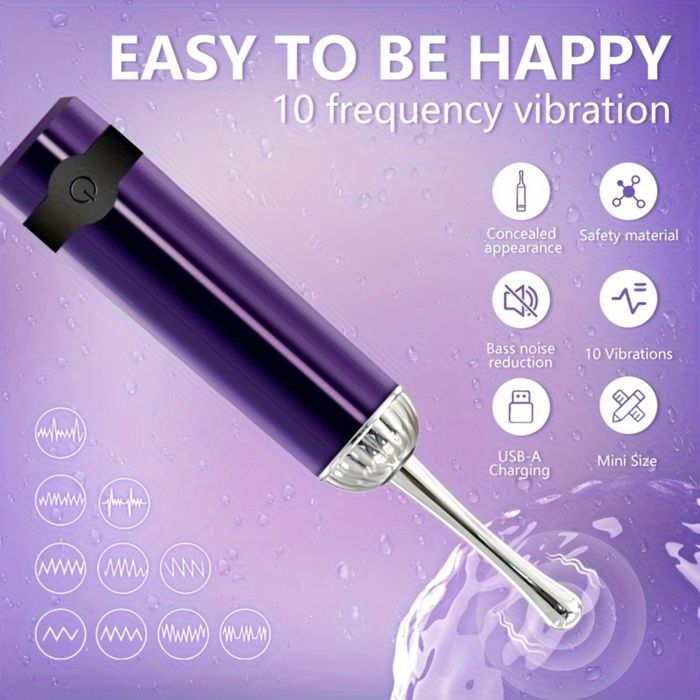 EASY TO BE HAPPY
10 frequency vibration
Concealed
appearance
Safety material
Bass noise
reduction
10 Vibrations
USB-A
Charging
Mini Size